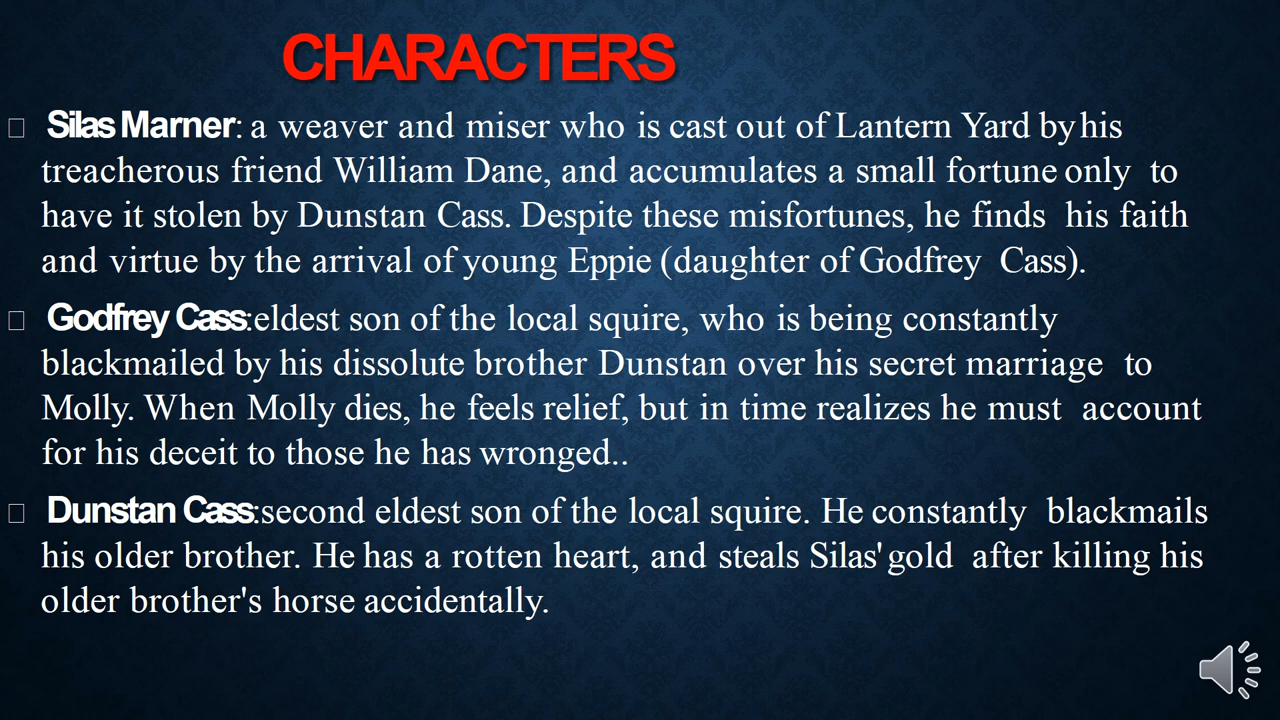 CHARACTERS
Silas Marner: a weaver and miser who is cast out of Lantern Yard by his
treacherous friend William Dane, and accumulates a small fortune only to
have it stolen by Dunstan Cass. Despite these misfortunes, he finds his faith
and virtue by the arrival of young Eppie (daughter of Godfrey Cass).
Godfrey Cass:eldest son of the local squire, who is being constantly
blackmailed by his dissolute brother Dunstan over his secret marriage to
Molly. When Molly dies, he feels relief, but in time realizes he must account
for his deceit to those he has wronged..
Dunstan Cass:second eldest son of the local squire. He constantly blackmails
his older brother. He has a rotten heart, and steals Silas' gold after killing his
older brother's horse accidentally.